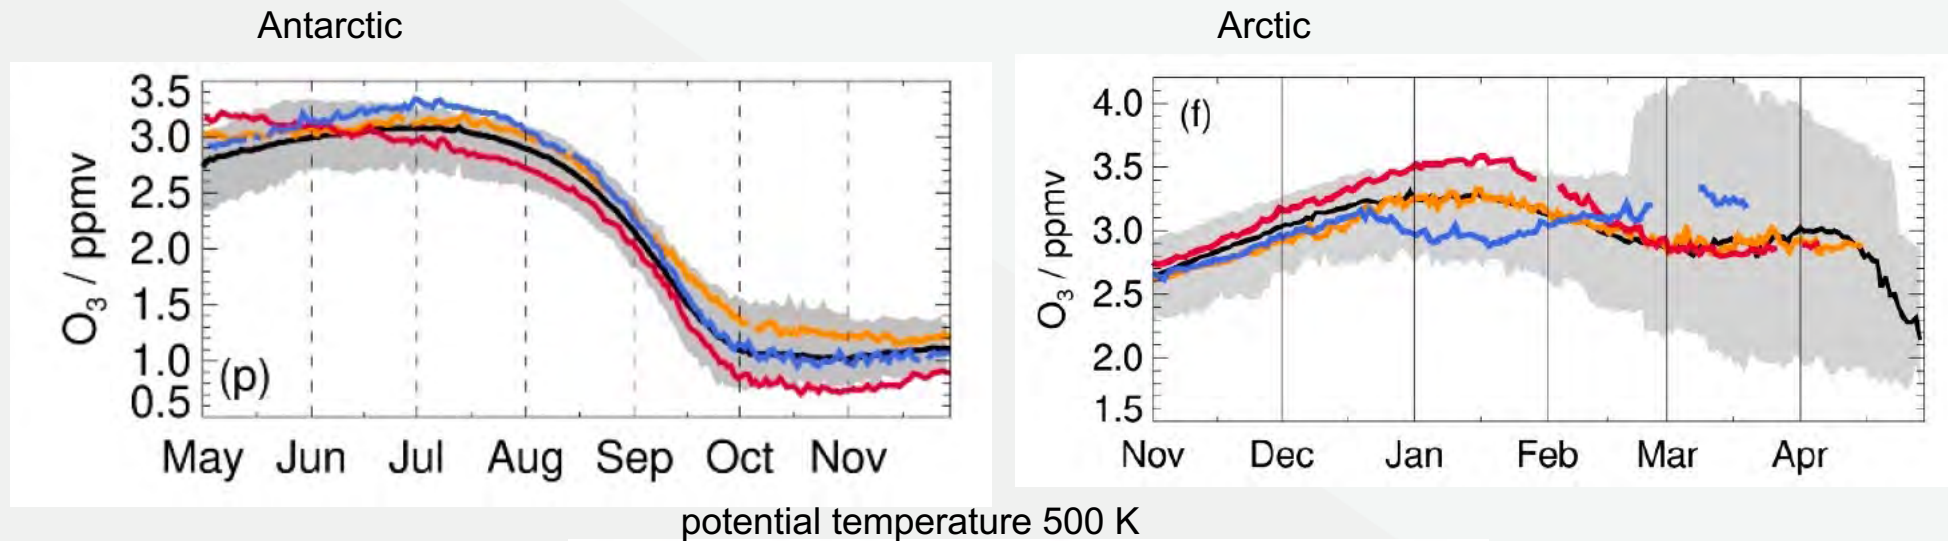 Antarctic
Arctic
3.5
3.0
2.5
2.0
1.5
1.0
0.5
O3 / ppmv
(p)
May Jun Jul Aug Sep Oct Nov
4.0
3.5
3.0
2.5
2.0
1.5
O3 / ppmv
(f)
Nov Dec Jan Feb Mar Apr
potential temperature 500 K